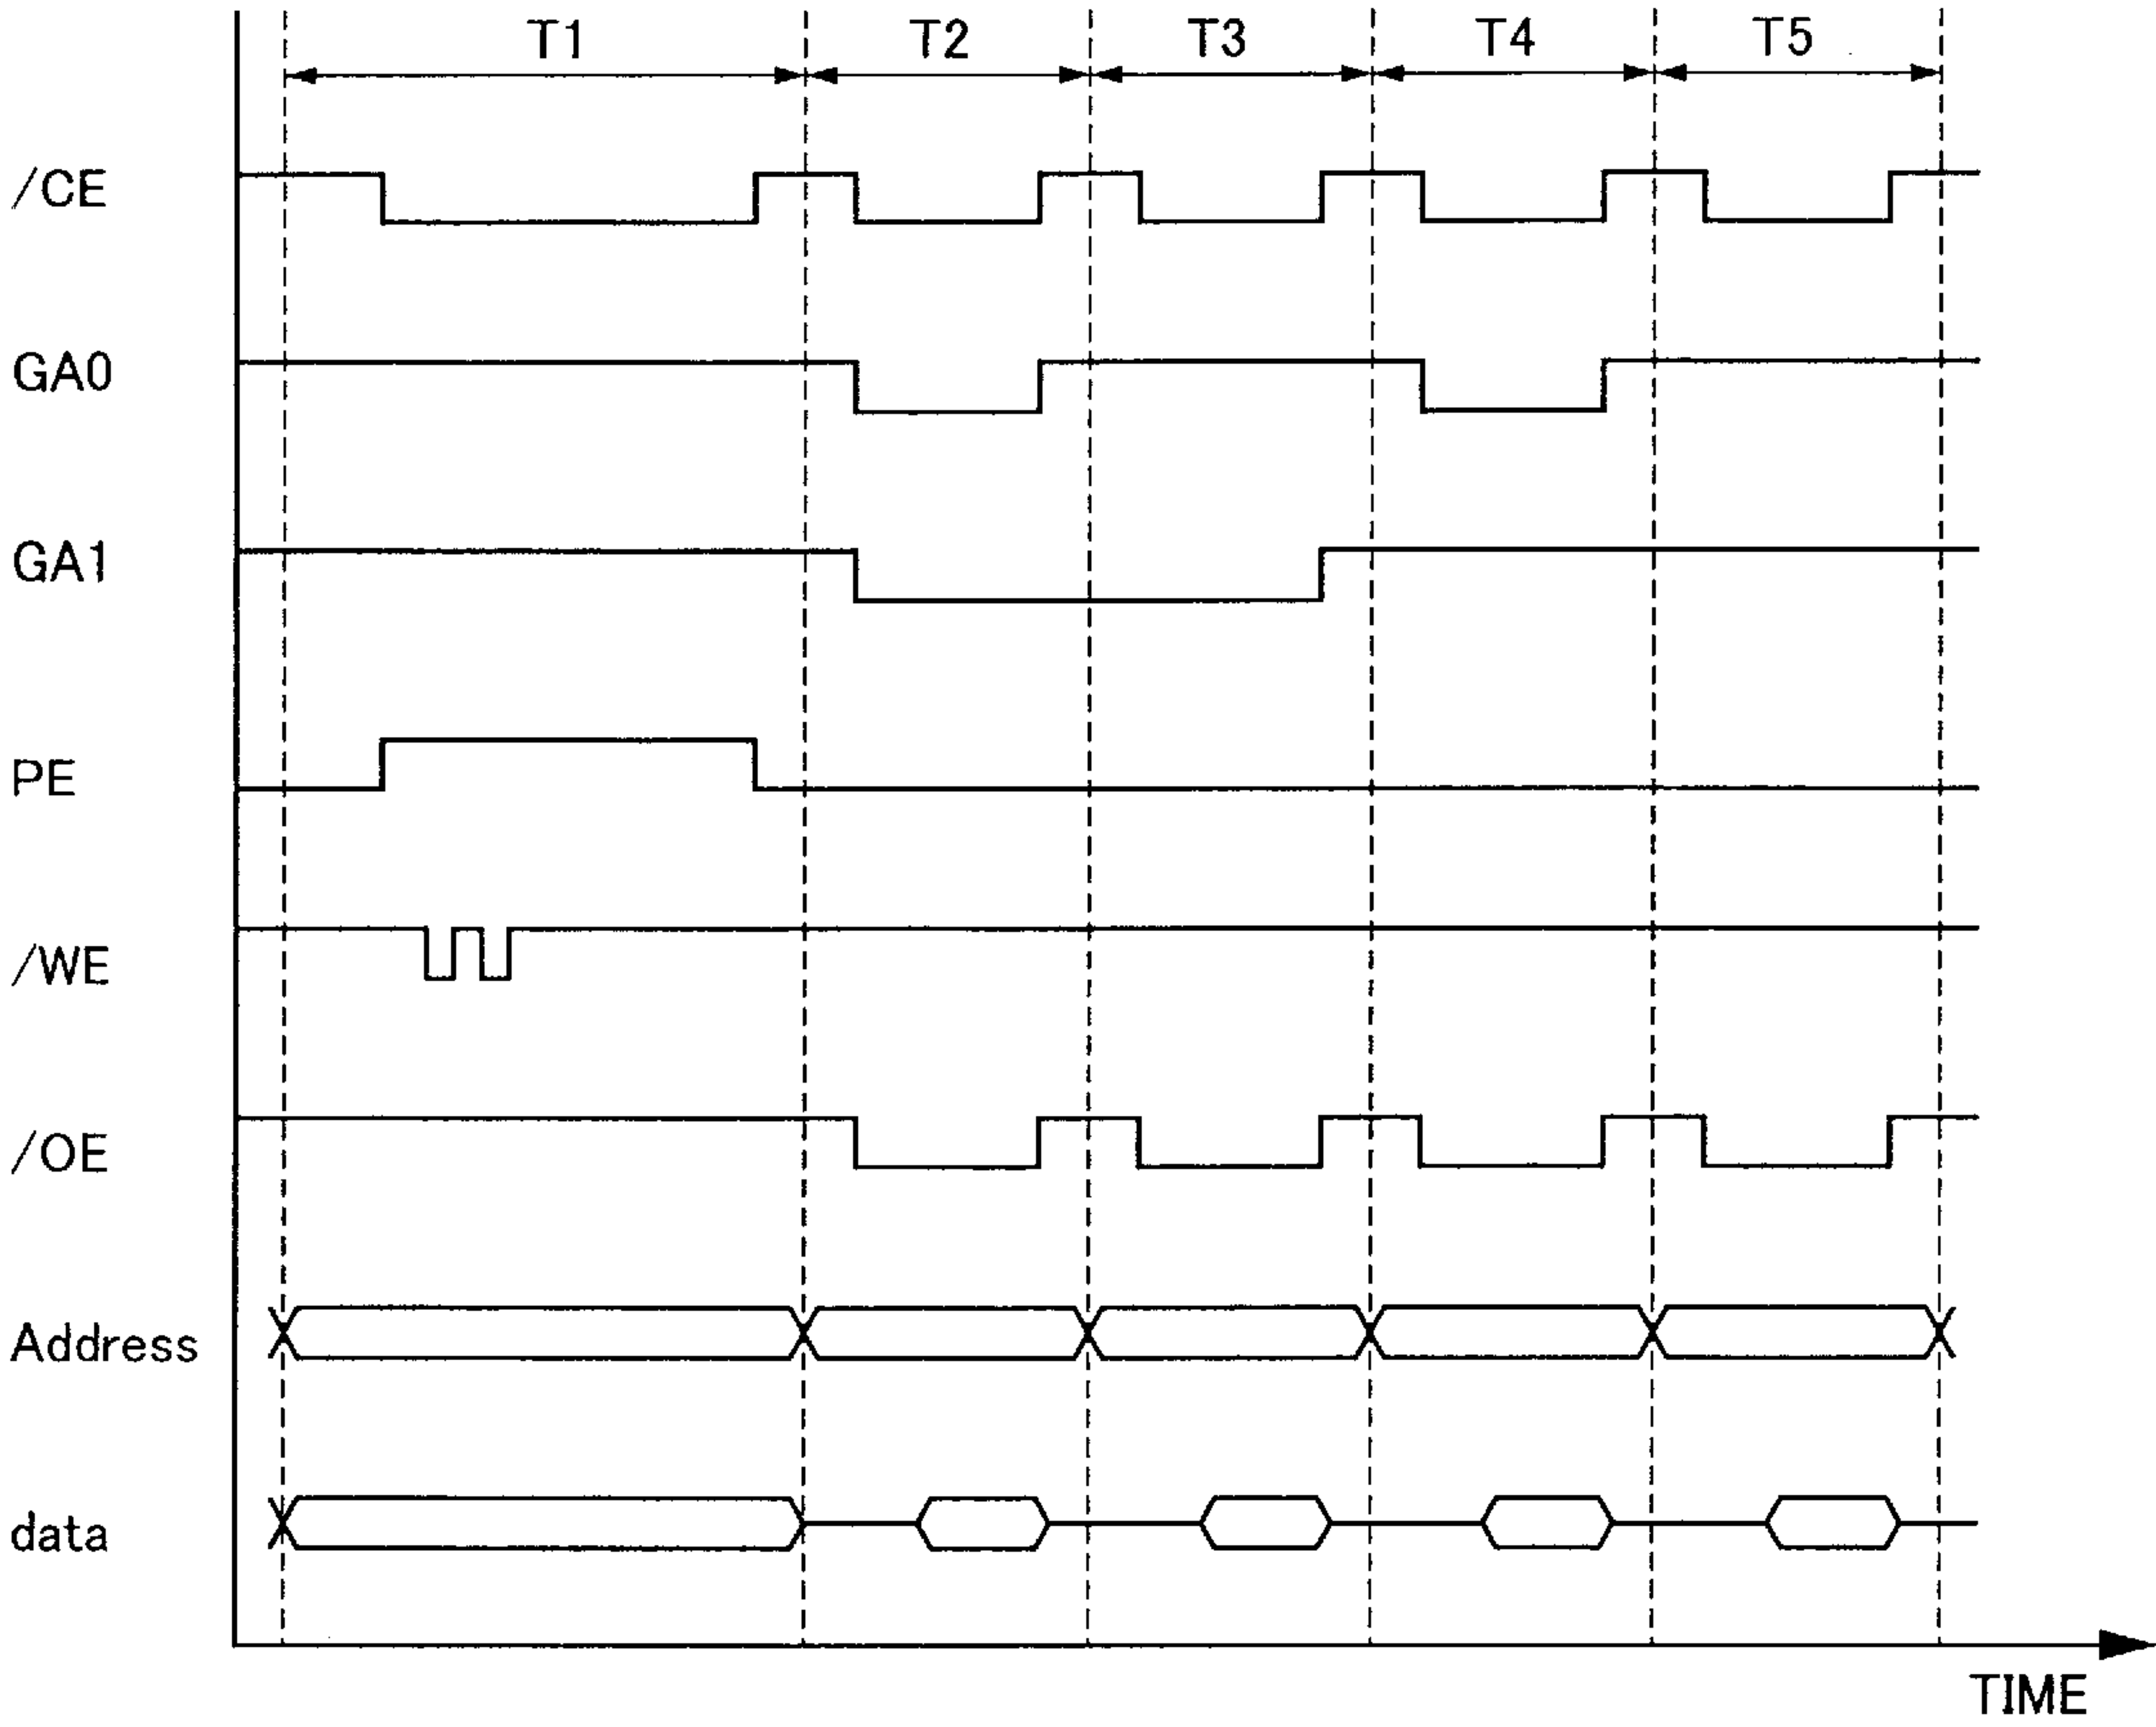 T1 T2 T3 T4 T5
/CE
GA0
GA1
PE
/WE
/OE
Address
data
TIME